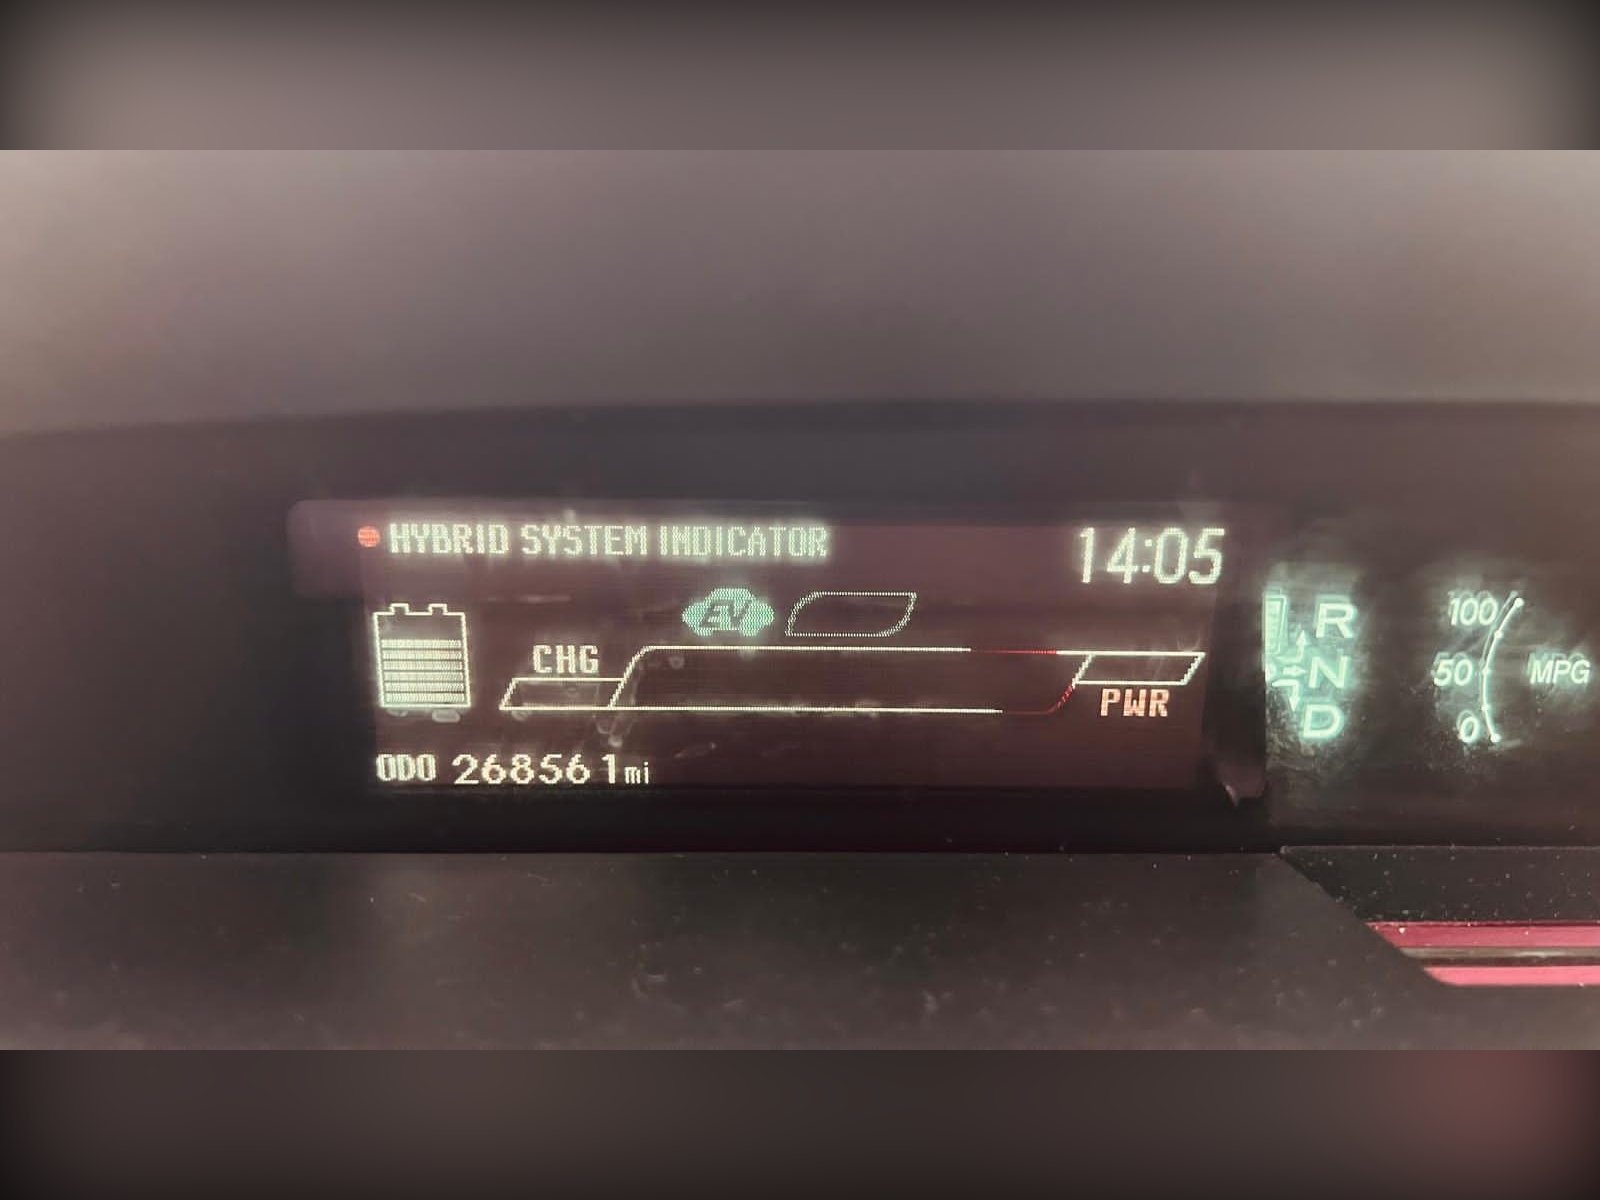 HYBRID SYSTEM INDICATOR
14:05
EV
CHG
PWR
ODO 268561mi
R
N
D
100
50
0
MPG